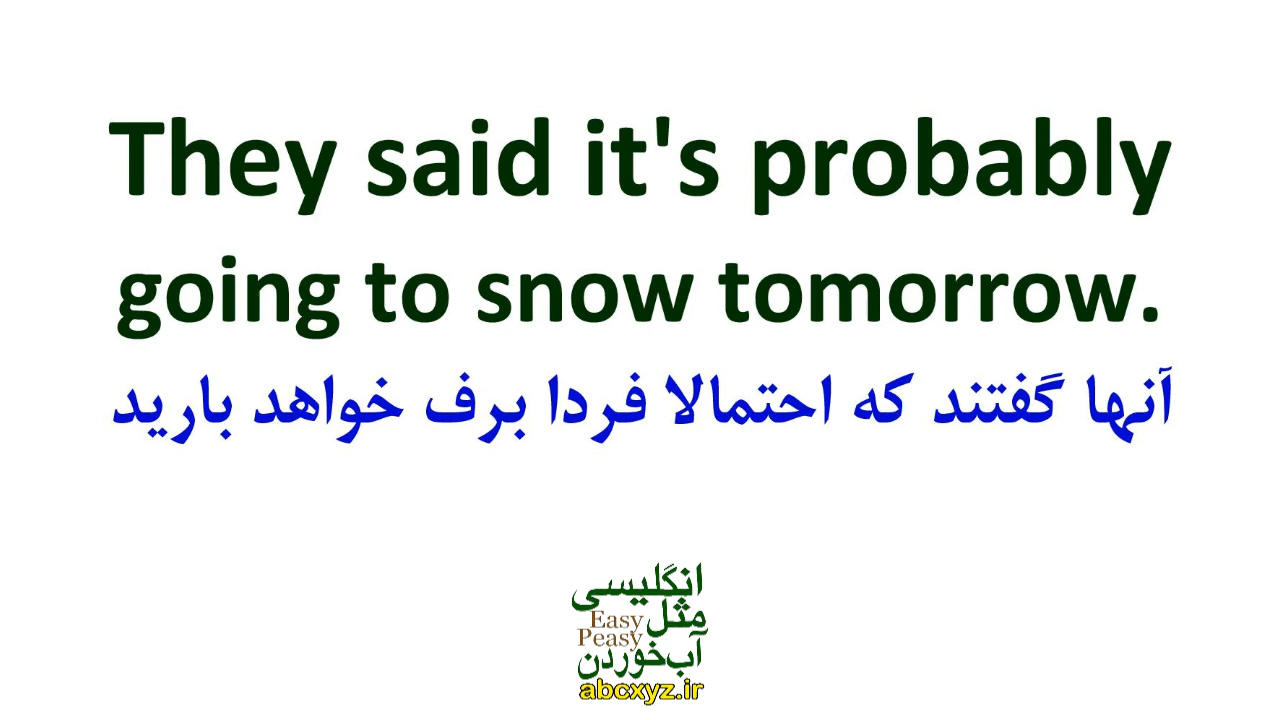 They said it's probably
going to snow tomorrow.
آنها گفتند که احتمالا فردا برف خواهد بارید
انگلیسی
مثل
Easy
Peasy
آب‌خوردن
abcxyz.ir